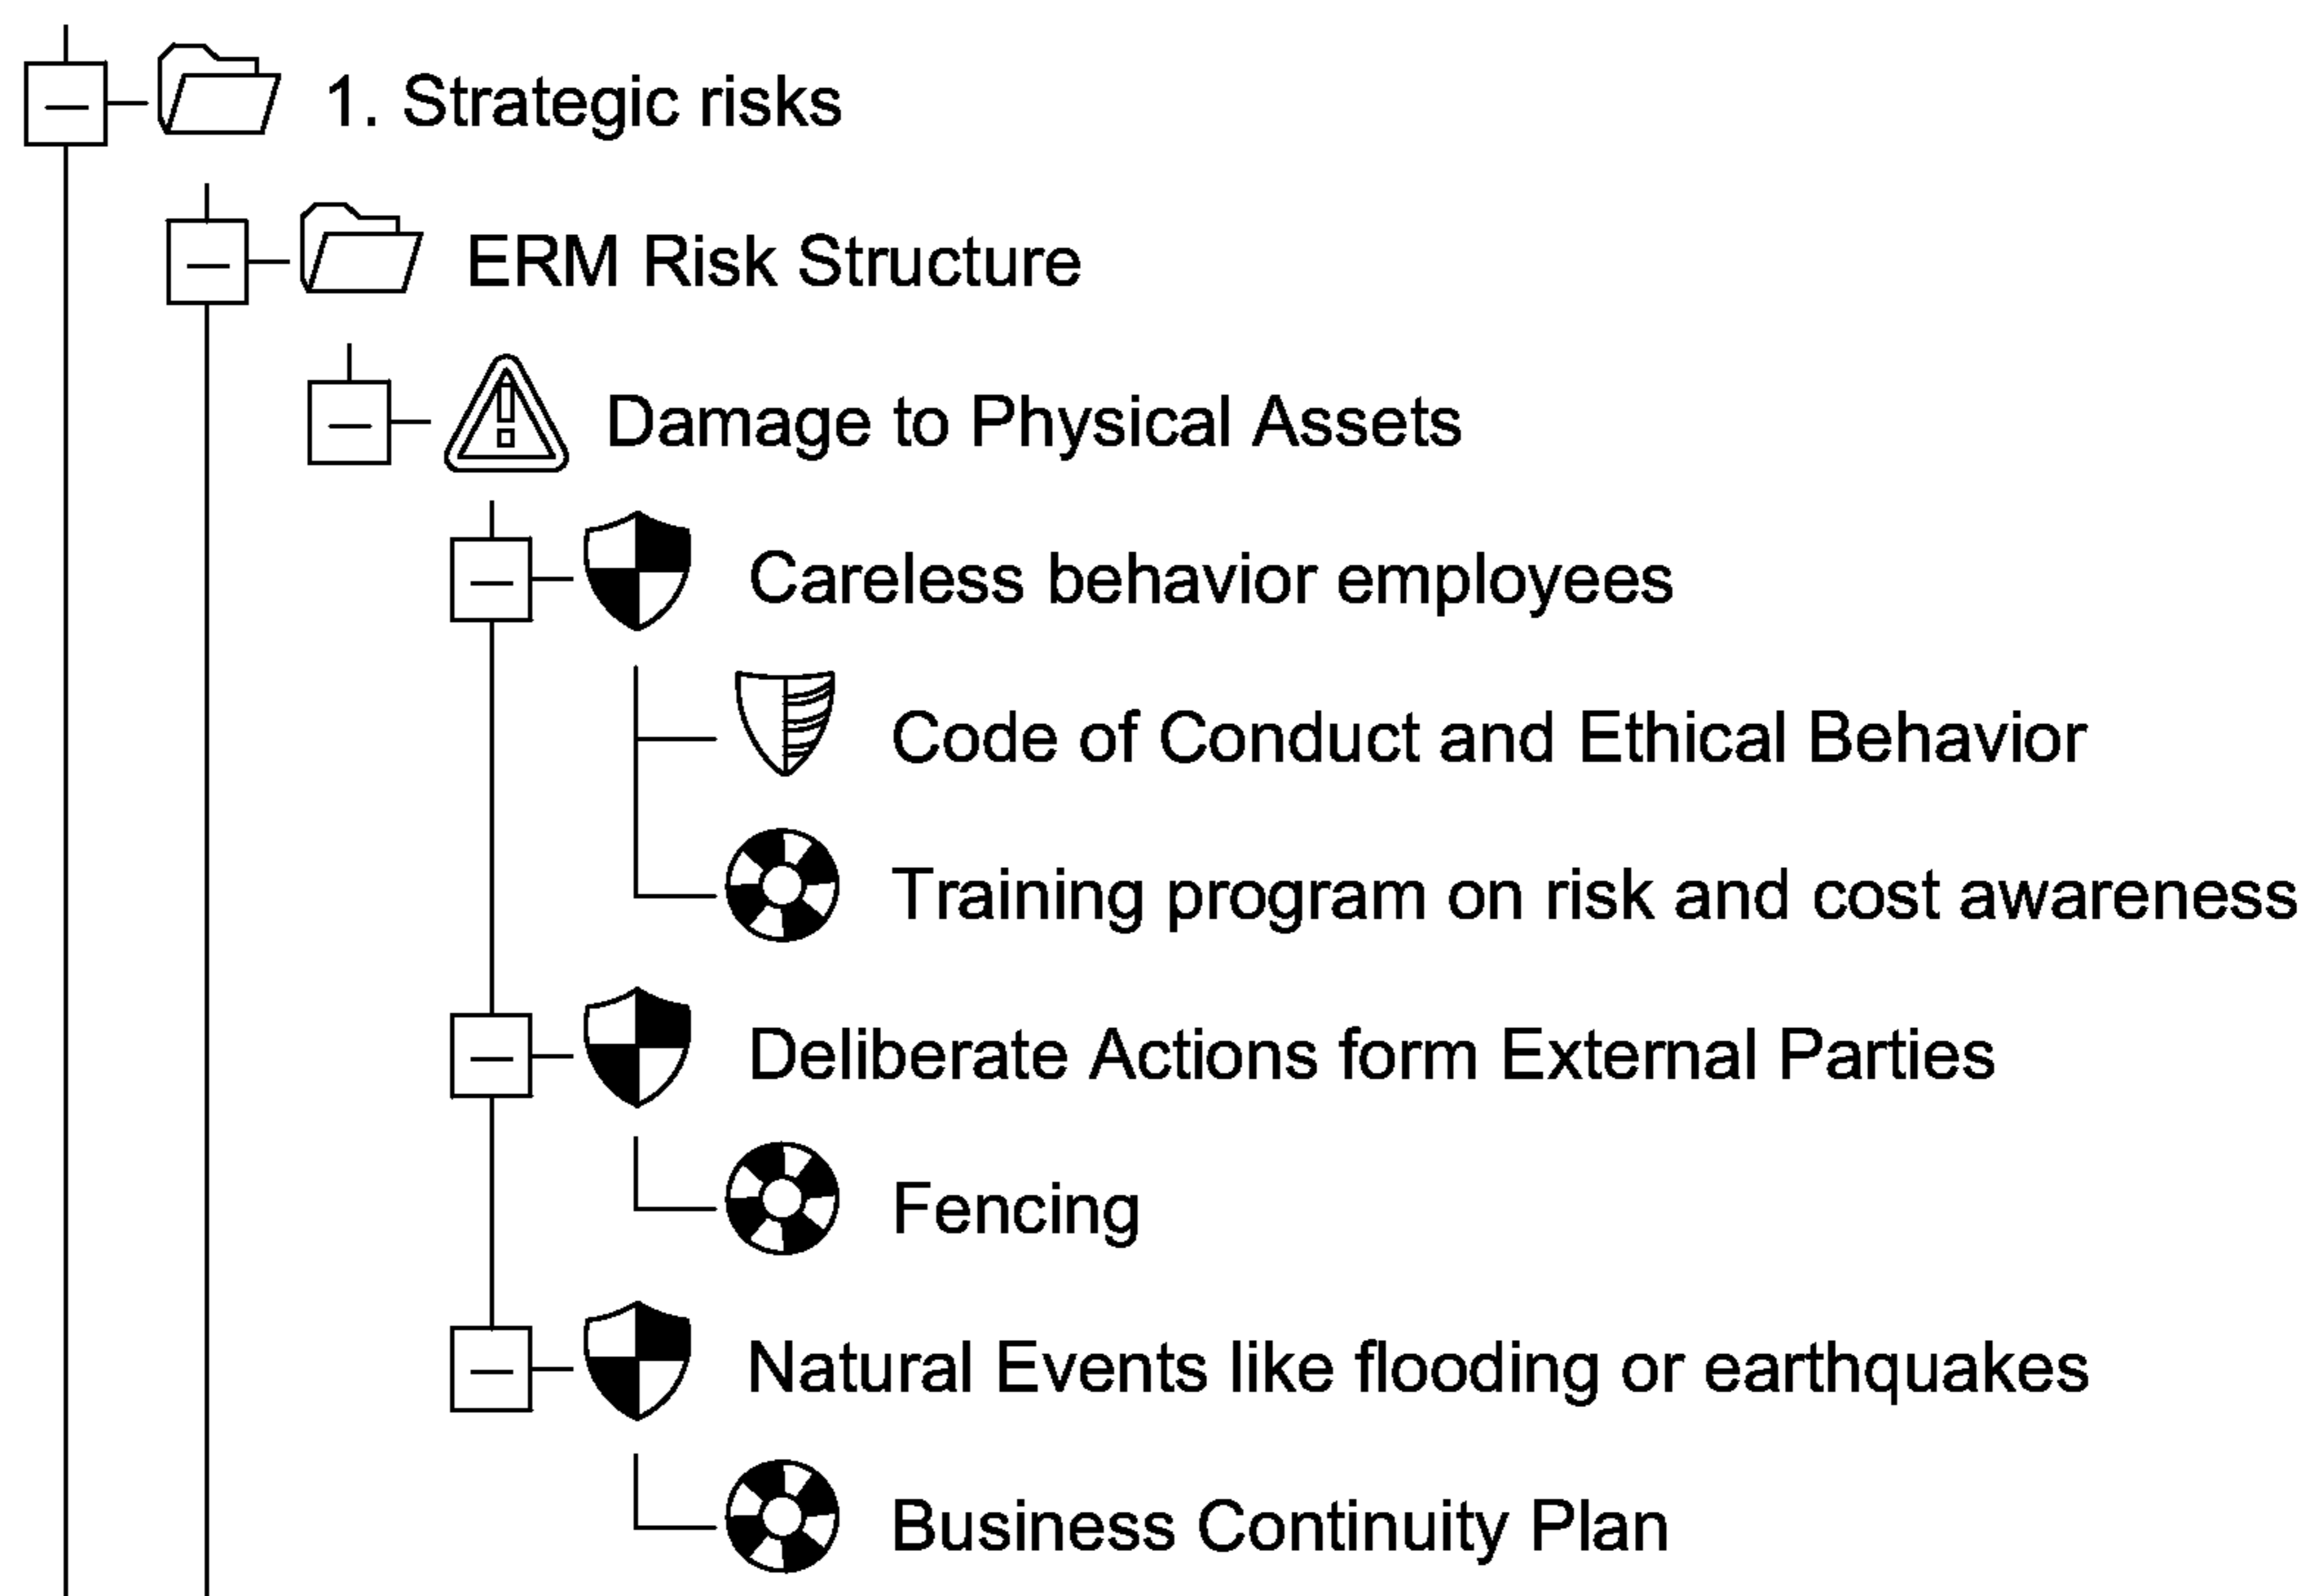 1. Strategic risks
ERM Risk Structure
Damage to Physical Assets
Careless behavior employees
Code of Conduct and Ethical Behavior
Training program on risk and cost awareness
Deliberate Actions form External Parties
Fencing
Natural Events like flooding or earthquakes
Business Continuity Plan